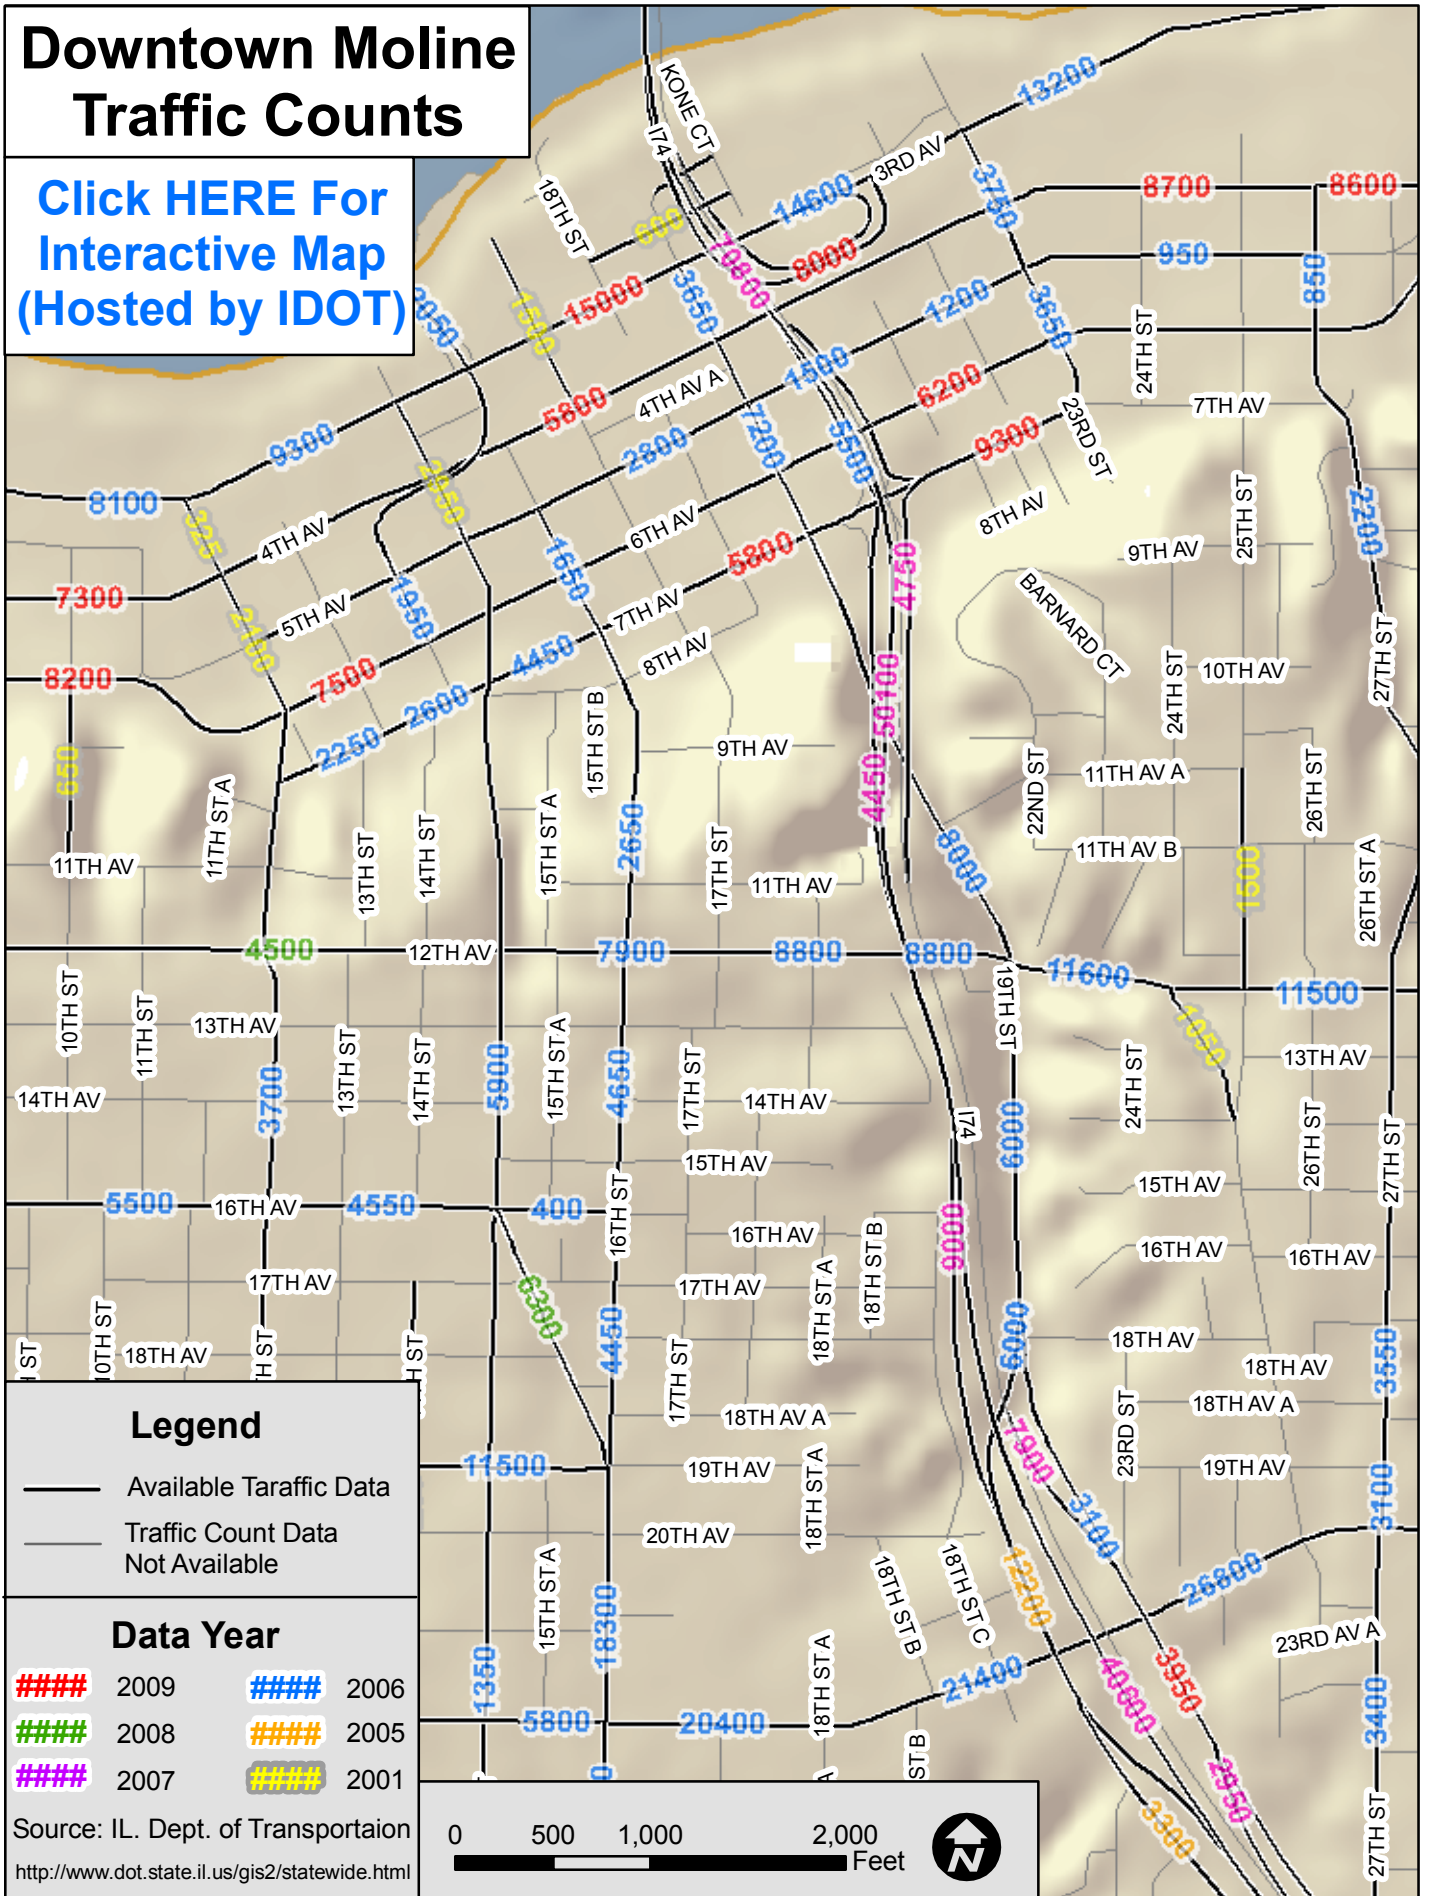 Downtown Moline
Traffic Counts
Click HERE For
Interactive Map
(Hosted by IDOT)
KONE CT
I74
13200
3RD AV
18TH ST
600
14600
3750
8700
8600
70800
8000
950
15000
3650
850
3050
1500
1200
3650
24TH ST
1500
6200
4TH AV A
5800
7TH AV
23RD ST
9300
7200
5500
9300
2800
2950
8100
325
4TH AV
6TH AV
8TH AV
25TH ST
2200
9TH AV
5800
1650
4750
7300
1950
5TH AV
7TH AV
BARNARD CT
2100
4450
8TH AV
27TH ST
10TH AV
24TH ST
8200
7500
50100
2600
2250
15TH ST B
9TH AV
650
4450
22ND ST
11TH AV A
26TH ST
11TH ST A
13TH ST
14TH ST
15TH ST A
2650
17TH ST
8000
11TH AV B
1500
26TH ST A
11TH AV
11TH AV
4500
12TH AV
7900
8800
8800
11600
11500
10TH ST
11TH ST
13TH AV
19TH ST
1050
13TH AV
13TH ST
14TH ST
5900
15TH ST A
4650
17TH ST
24TH ST
14TH AV
3700
14TH AV
I74
6000
26TH ST
27TH ST
15TH AV
15TH AV
5500
16TH AV
4550
400
16TH ST
16TH AV
18TH ST B
9000
16TH AV
16TH AV
17TH AV
17TH AV
18TH ST A
6300
4450
10TH ST
18TH AV
17TH ST
5000
18TH AV
18TH AV
3550
18TH AV A
18TH AV A
23RD ST
11500
19TH AV
18TH ST A
7900
19TH AV
3100
3100
20TH AV
15TH ST A
18TH ST B
18TH ST C
12200
26800
18300
23RD AV A
1350
18TH ST A
21400
40600
3950
3400
5800
20400
ST B
2950
3300
27TH ST
Legend
Available Taraffic Data
Traffic Count Data
Not Available
Data Year
#### 2009 #### 2006
#### 2008 #### 2005
#### 2007 #### 2001
Source: IL. Dept. of Transportaion
http://www.dot.state.il.us/gis2/statewide.html
0 500 1,000 2,000
Feet
N